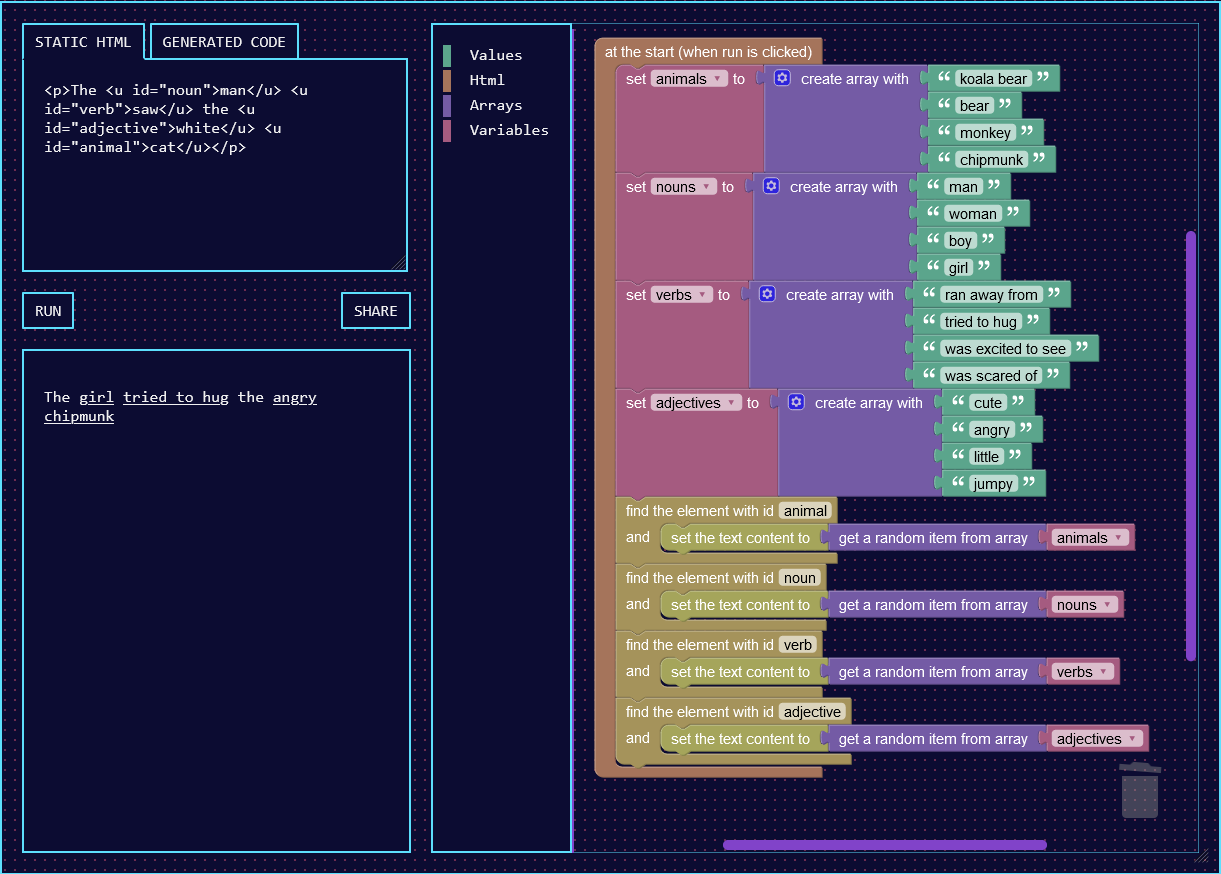 STATIC HTML
GENERATED CODE
<p>The <u id="noun">man</u> <u
id="verb">saw</u> the <u
id="adjective">white</u> <u
id="animal">cat</u></p>
RUN
SHARE
The girl tried to hug the angry
chipmunk
Values
Html
Arrays
Variables
at the start (when run is clicked)
set animals to create array with “ koala bear ”
“ bear ”
“ monkey ”
“ chipmunk ”
set nouns to create array with “ man ”
“ woman ”
“ boy ”
“ girl ”
set verbs to create array with “ ran away from ”
“ tried to hug ”
“ was excited to see ”
“ was scared of ”
set adjectives to create array with “ cute ”
“ angry ”
“ little ”
“ jumpy ”
find the element with id animal
and set the text content to get a random item from array animals
find the element with id noun
and set the text content to get a random item from array nouns
find the element with id verb
and set the text content to get a random item from array verbs
find the element with id adjective
and set the text content to get a random item from array adjectives